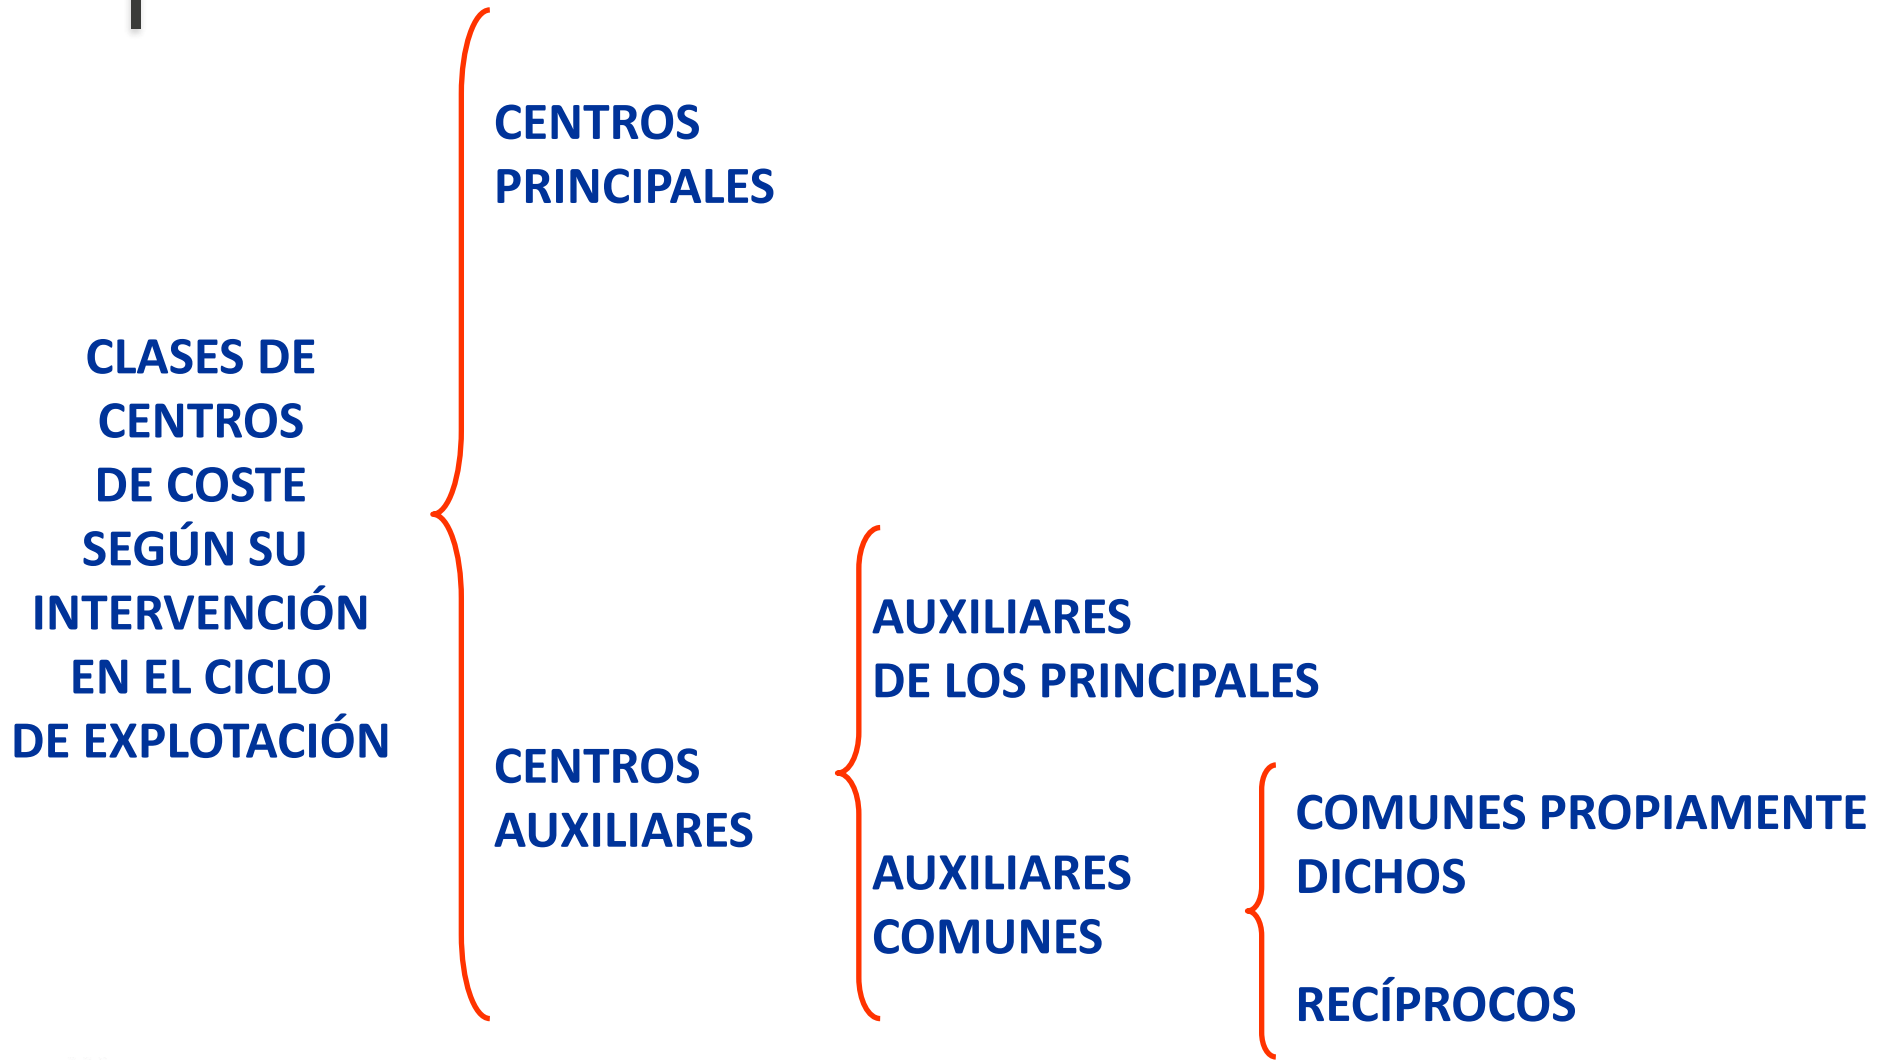 CLASES DE
CENTROS
DE COSTE
SEGÚN SU
INTERVENCIÓN
EN EL CICLO
DE EXPLOTACIÓN
CENTROS
PRINCIPALES
CENTROS
AUXILIARES
AUXILIARES
DE LOS PRINCIPALES
AUXILIARES
COMUNES
COMUNES PROPIAMENTE
DICHOS
RECÍPROCOS